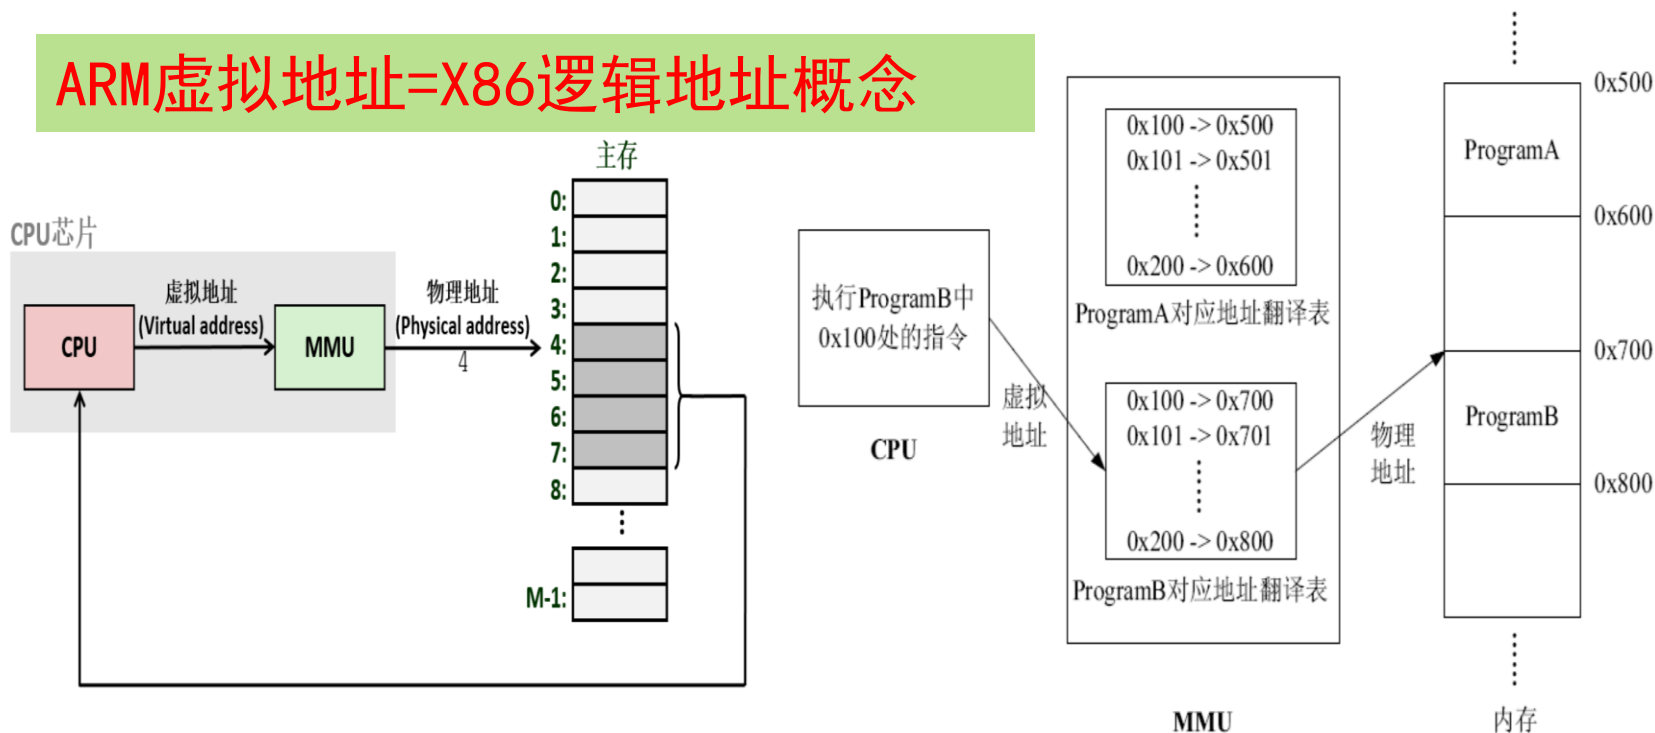 ARM虚拟地址=X86逻辑地址概念
主存
CPU芯片
CPU
虚拟地址
(Virtual address)
MMU
物理地址
(Physical address)
4
0:
1:
2:
3:
4:
5:
6:
7:
8:
M-1:
执行ProgramB中
0x100处的指令
CPU
虚拟
地址
0x100 -> 0x500
0x101 -> 0x501
0x200 -> 0x600
ProgramA对应地址翻译表
0x100 -> 0x700
0x101 -> 0x701
0x200 -> 0x800
ProgramB对应地址翻译表
MMU
物理
地址
0x500
ProgramA
0x600
0x700
ProgramB
0x800
内存